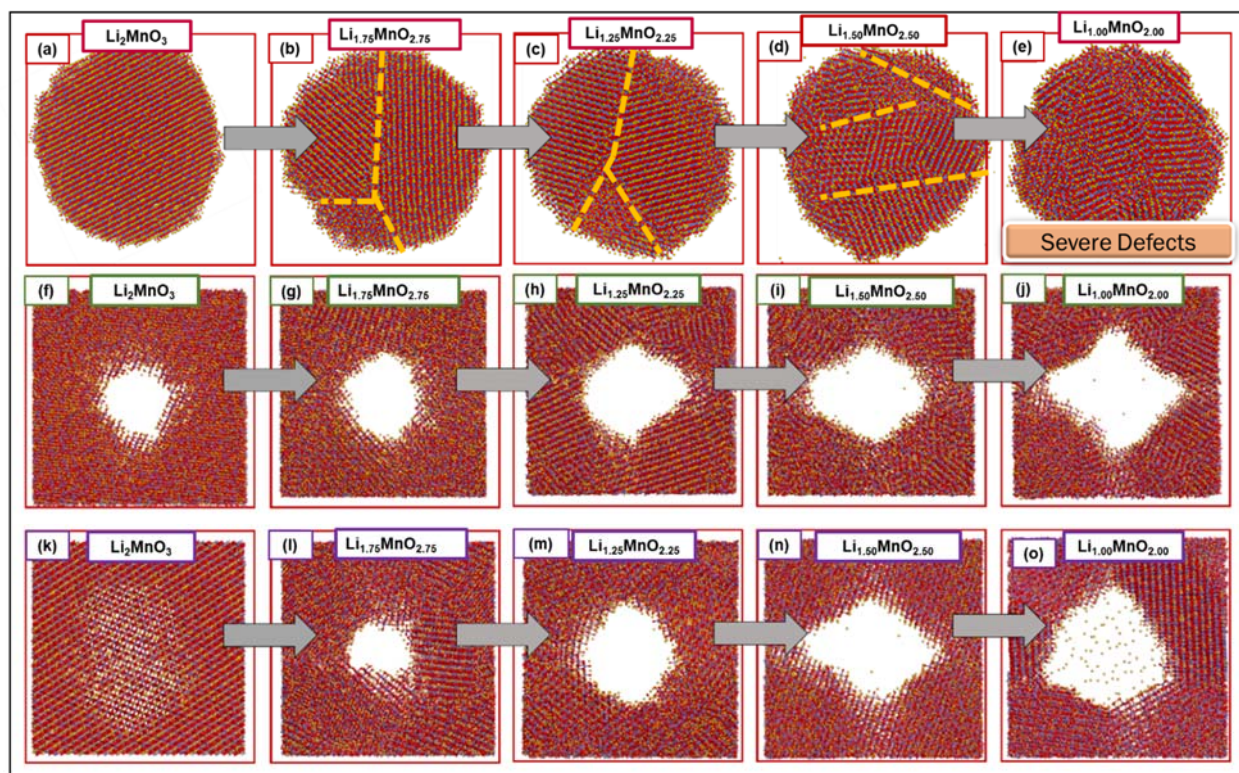 (a) Li₂MnO₃
(b) Li₁.₇₅MnO₂.₇₅
(c) Li₁.₂₅MnO₂.₂₅
(d) Li₁.₅₀MnO₂.₅₀
(e) Li₁.₀₀MnO₂.₀₀
Severe Defects
(f) Li₂MnO₃
(g) Li₁.₇₅MnO₂.₇₅
(h) Li₁.₂₅MnO₂.₂₅
(i) Li₁.₅₀MnO₂.₅₀
(j) Li₁.₀₀MnO₂.₀₀
(k) Li₂MnO₃
(l) Li₁.₇₅MnO₂.₇₅
(m) Li₁.₂₅MnO₂.₂₅
(n) Li₁.₅₀MnO₂.₅₀
(o) Li₁.₀₀MnO₂.₀₀